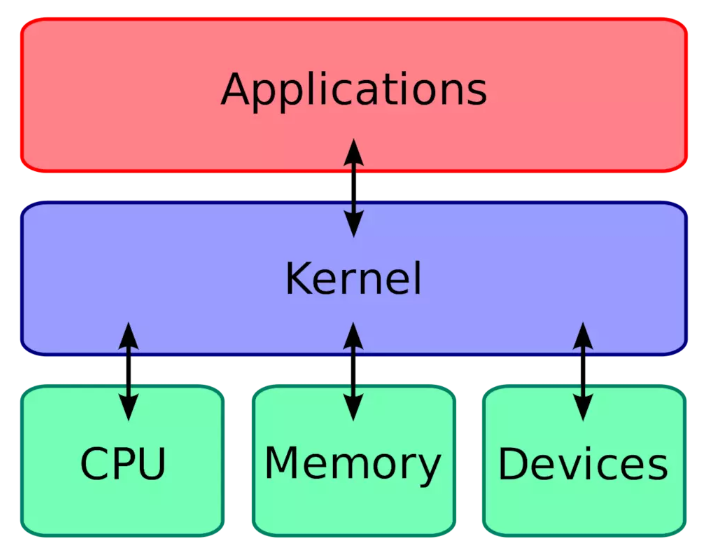 Applications
Kernel
CPU
Memory
Devices